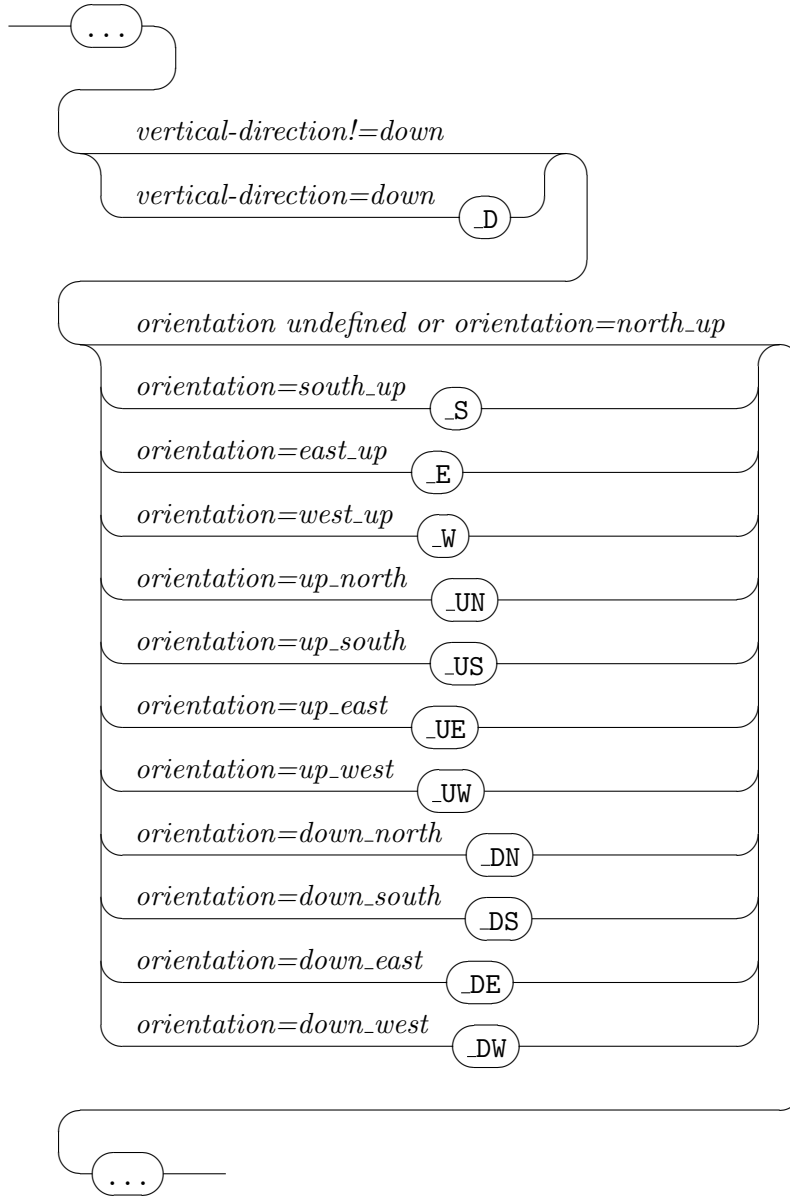 ...
vertical-direction!=down
vertical-direction=down _D
orientation undefined or orientation=north_up
orientation=south_up _S
orientation=east_up _E
orientation=west_up _W
orientation=up_north _UN
orientation=up_south _US
orientation=up_east _UE
orientation=up_west _UW
orientation=down_north _DN
orientation=down_south _DS
orientation=down_east _DE
orientation=down_west _DW
...